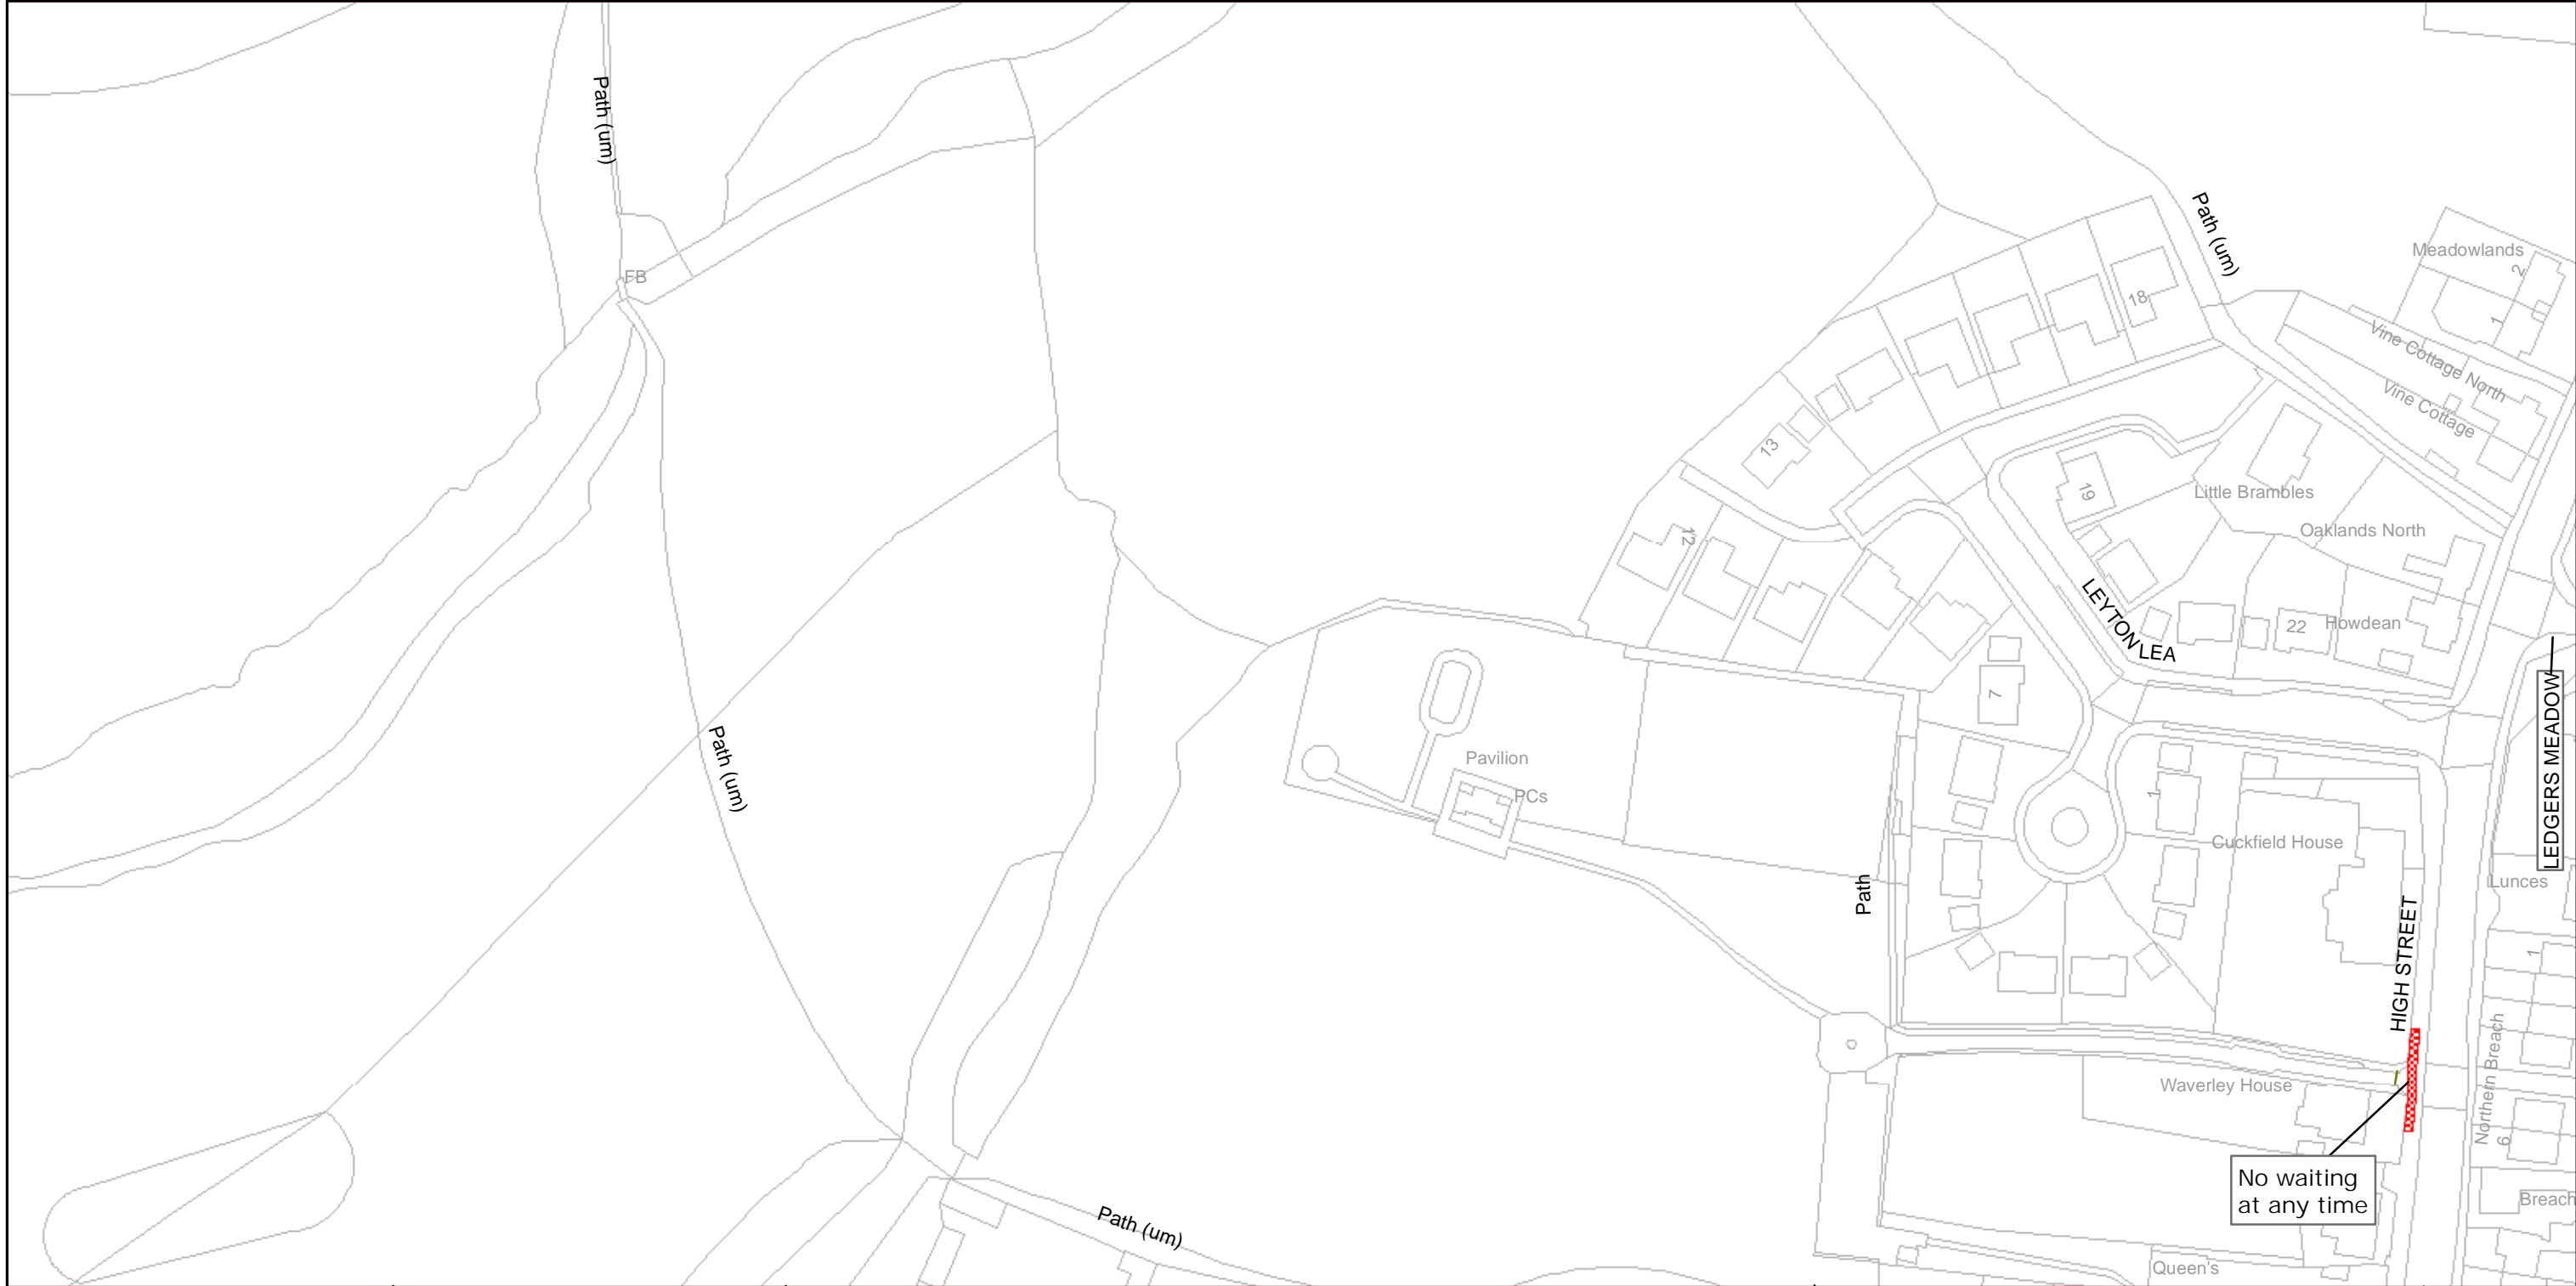 Path (um)
FB
Path (um)
Meadowlands
2
1
18
Vine Cottage North
Vine Cottage
13
19
Little Brambles
12
Oaklands North
LEYTON LEA
22
Howdean
7
LEDGERS MEADOW
Path (um)
Pavilion
PCs
1
Cuckfield House
Path
Lunces
HIGH STREET
1
Northern Breach
Waverley House
6
No waiting
at any time
Breach
Path (um)
Queen's